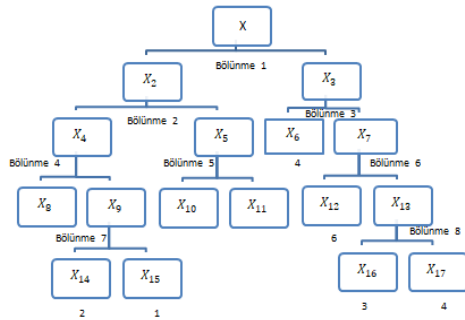 X
Bölünme 1
X₂
X₃
Bölünme 2
Bölünme 3
X₄
X₅
X₆
X₇
Bölünme 4
Bölünme 5
4
Bölünme 6
X₈
X₉
X₁₀
X₁₁
X₁₂
X₁₃
Bölünme 7
6
Bölünme 8
X₁₄
X₁₅
X₁₆
X₁₇
2
1
3
4